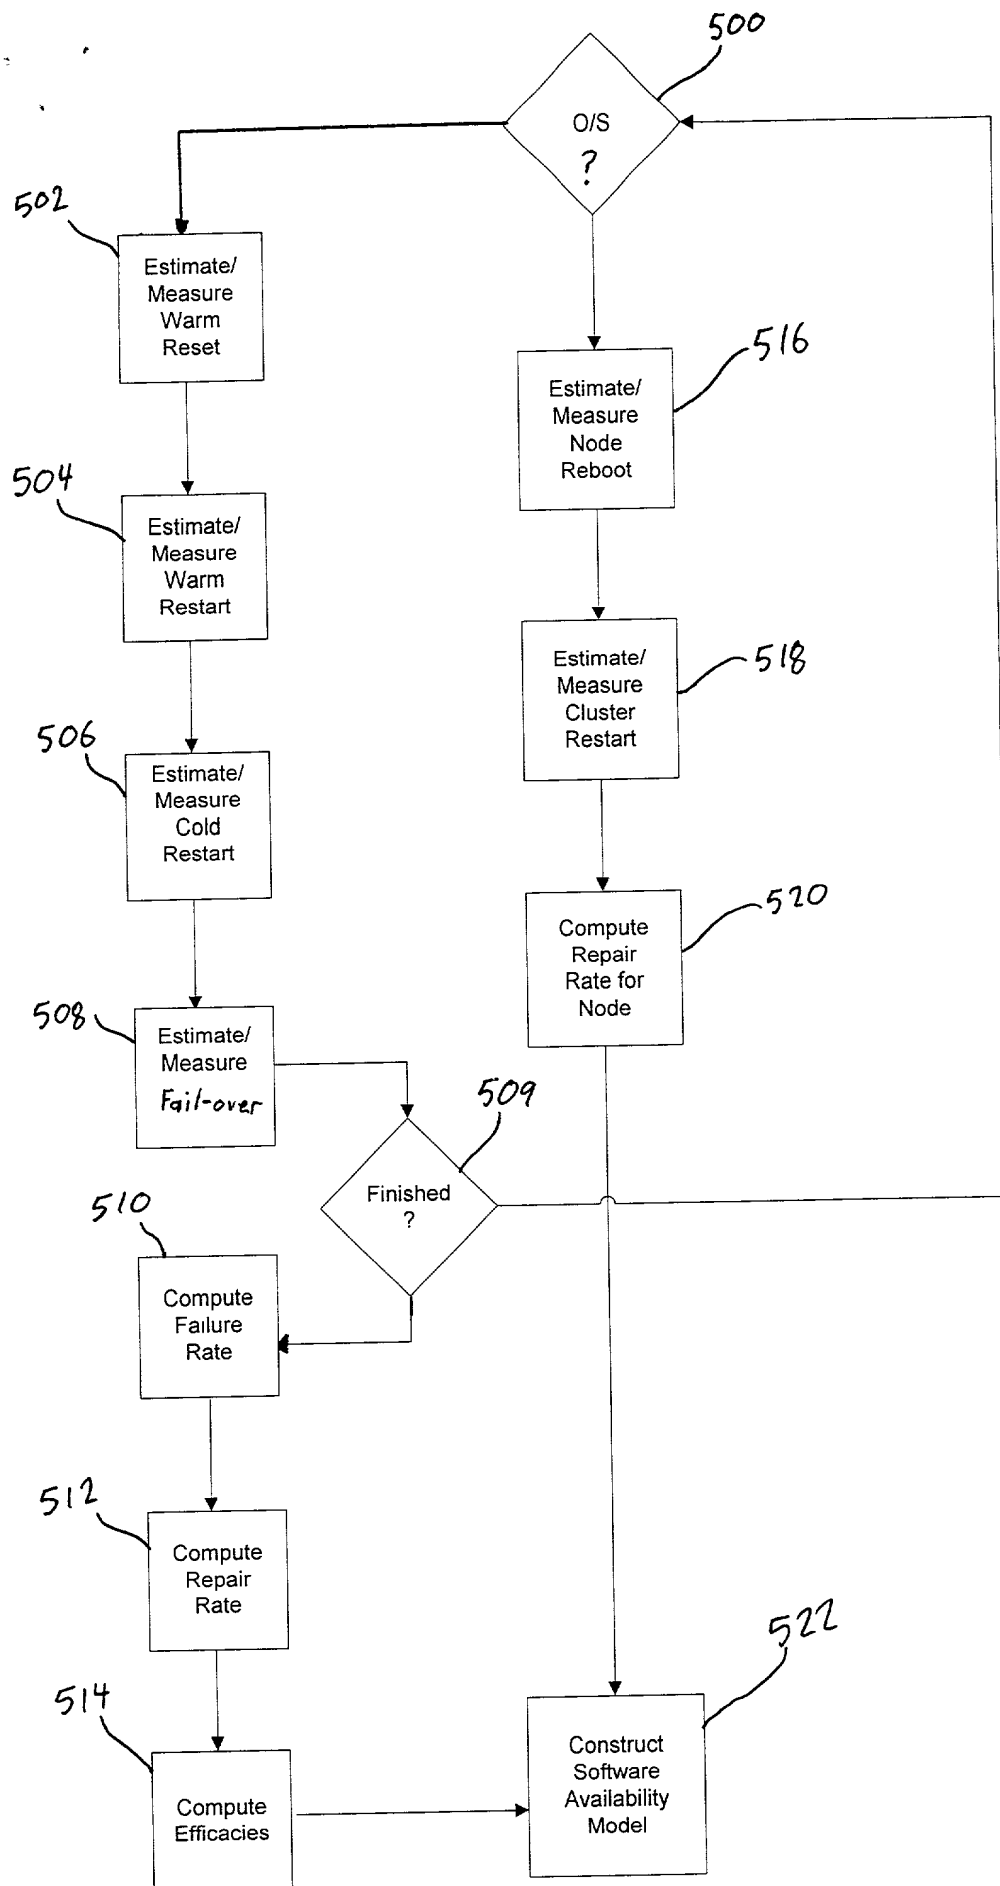 500
O/S
?
502
Estimate/
Measure
Warm
Reset
516
Estimate/
Measure
Node
Reboot
504
Estimate/
Measure
Warm
Restart
518
Estimate/
Measure
Cluster
Restart
506
Estimate/
Measure
Cold
Restart
520
Compute
Repair
Rate for
Node
508
Estimate/
Measure
Fail-over
509
Finished
?
510
Compute
Failure
Rate
512
Compute
Repair
Rate
522
Construct
Software
Availability
Model
514
Compute
Efficacies